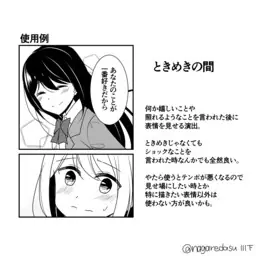 使用例
あなたのことが
一番好きだから
ときめきの間
何か嬉しいことや
照れるようなことを言われた後に
表情を見せる演出。
ときめきじゃなくても
ショックなことを
言われた時なんかでも全然良い。
やたら使うとテンポが悪くなるので
見せ場にしたい時とか
特に描きたい表情以外は
使わない方が良いかも。